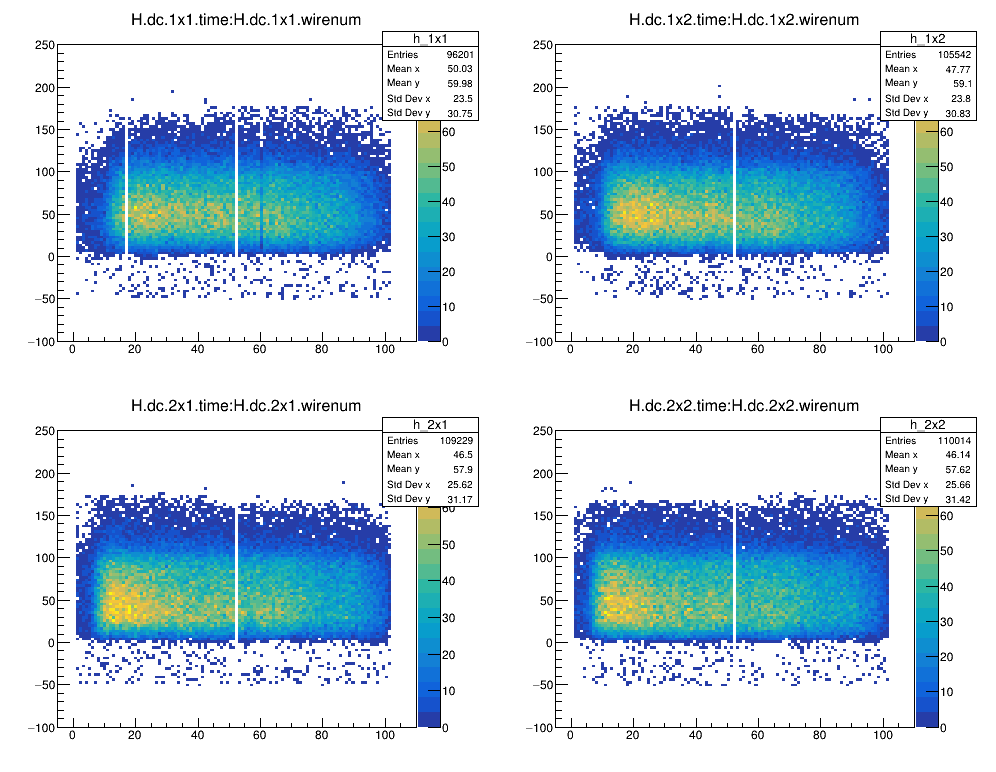 H.dc.1x1.time:H.dc.1x1.wirenum
h_1x1
Entries 96201
Mean x 50.03
Mean y 59.98
Std Dev x 23.5
Std Dev y 30.75
250
200
150
100
50
0
−50
−100
0 20 40 60 80 100
60
50
40
30
20
10
0
H.dc.1x2.time:H.dc.1x2.wirenum
h_1x2
Entries 105542
Mean x 47.77
Mean y 59.1
Std Dev x 23.8
Std Dev y 30.83
250
200
150
100
50
0
−50
−100
0 20 40 60 80 100
60
50
40
30
20
10
0
H.dc.2x1.time:H.dc.2x1.wirenum
h_2x1
Entries 109229
Mean x 46.5
Mean y 57.9
Std Dev x 25.62
Std Dev y 31.17
250
200
150
100
50
0
−50
−100
0 20 40 60 80 100
60
50
40
30
20
10
0
H.dc.2x2.time:H.dc.2x2.wirenum
h_2x2
Entries 110014
Mean x 46.14
Mean y 57.62
Std Dev x 25.66
Std Dev y 31.42
250
200
150
100
50
0
−50
−100
0 20 40 60 80 100
60
50
40
30
20
10
0